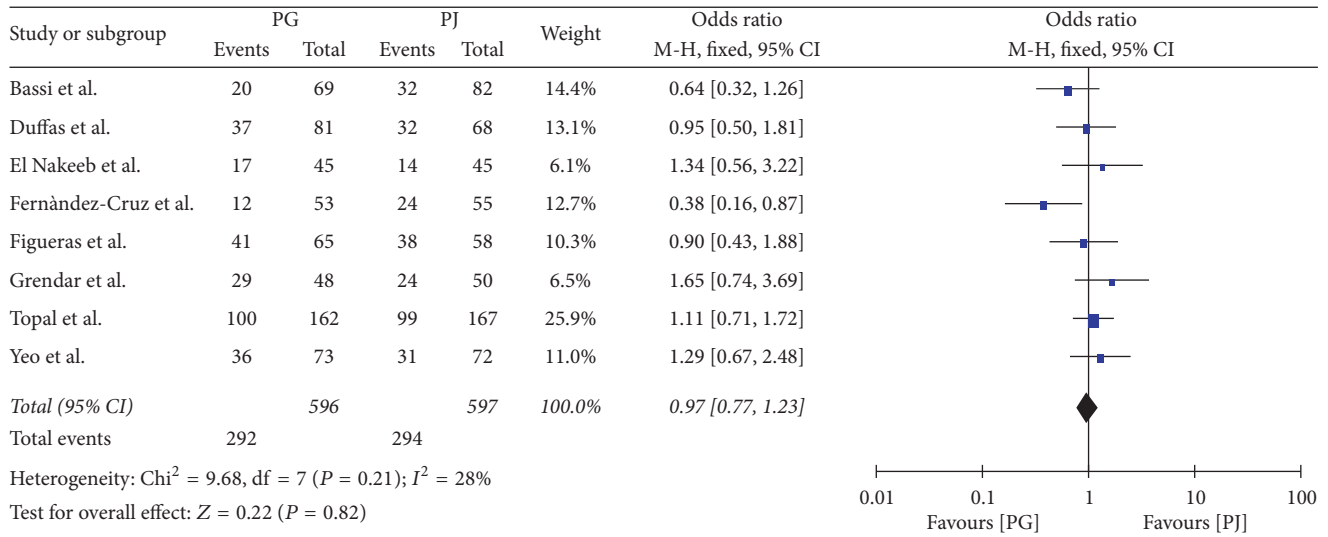 Study or subgroup PG PJ Weight Odds ratio Odds ratio
Events Total Events Total M-H, fixed, 95% CI M-H, fixed, 95% CI
Bassi et al. 20 69 32 82 14.4% 0.64 [0.32, 1.26]
Duffas et al. 37 81 32 68 13.1% 0.95 [0.50, 1.81]
El Nakeeb et al. 17 45 14 45 6.1% 1.34 [0.56, 3.22]
Fernàndez-Cruz et al. 12 53 24 55 12.7% 0.38 [0.16, 0.87]
Figueras et al. 41 65 38 58 10.3% 0.90 [0.43, 1.88]
Grendar et al. 29 48 24 50 6.5% 1.65 [0.74, 3.69]
Topal et al. 100 162 99 167 25.9% 1.11 [0.71, 1.72]
Yeo et al. 36 73 31 72 11.0% 1.29 [0.67, 2.48]
Total (95% CI) 596 597 100.0% 0.97 [0.77, 1.23]
Total events 292 294
Heterogeneity: Chi² = 9.68, df = 7 (P = 0.21); I² = 28%
Test for overall effect: Z = 0.22 (P = 0.82)
0.01 0.1 1 10 100
Favours [PG] Favours [PJ]